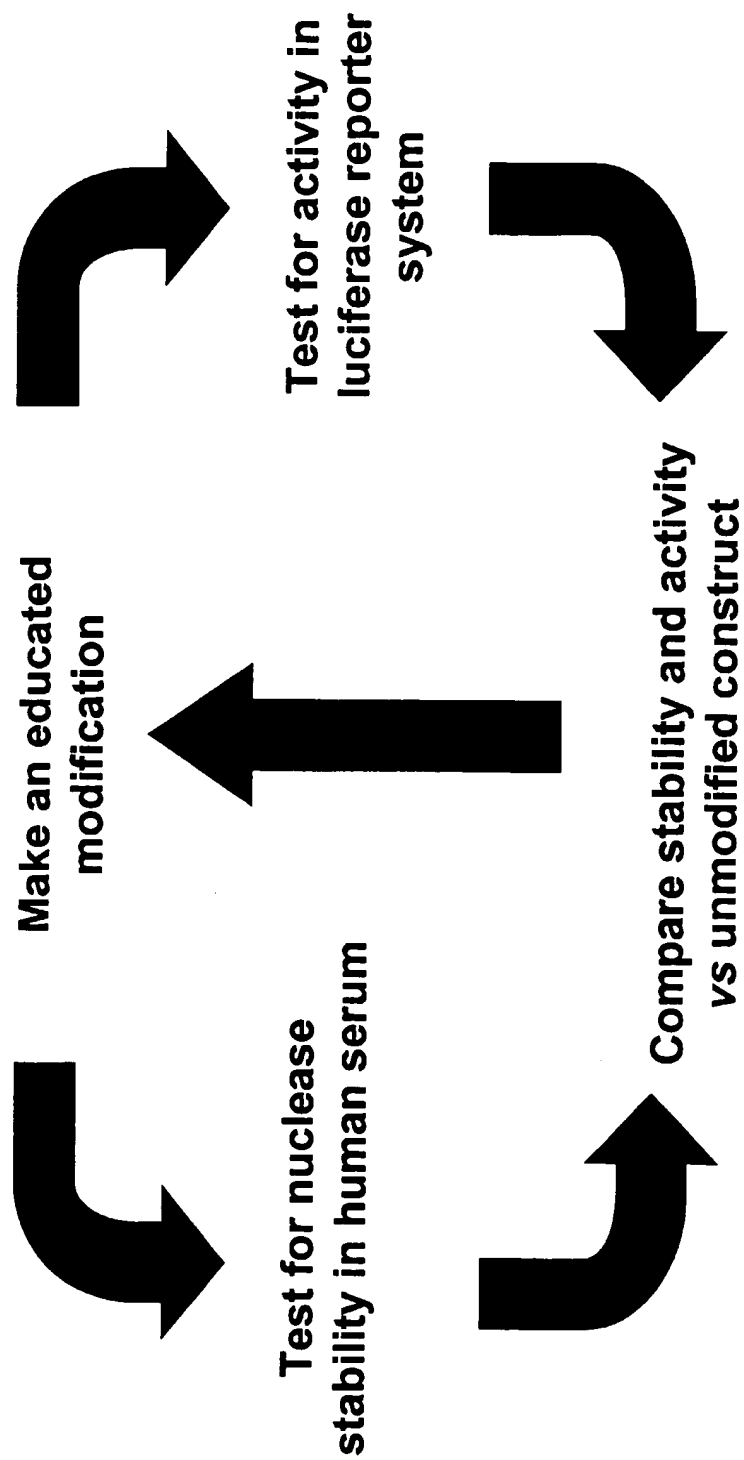 Make an educated
modification
Test for nuclease
stability in human serum
Test for activity in
luciferase reporter
system
Compare stability and activity
vs unmodified construct